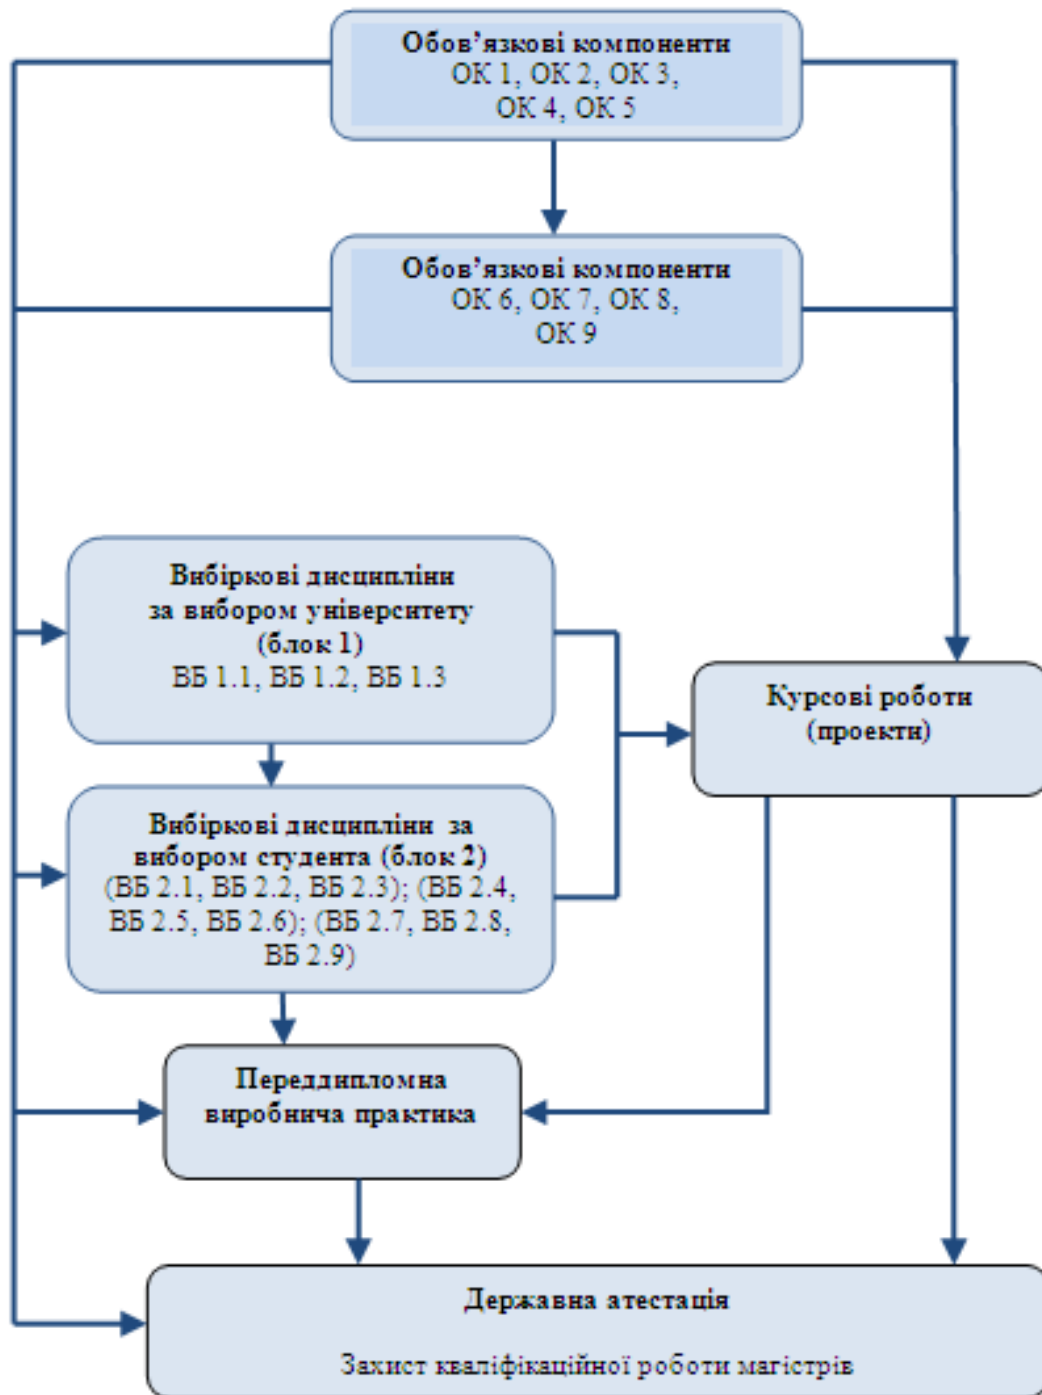 Обов’язкові компоненти
ОК 1, ОК 2, ОК 3,
ОК 4, ОК 5
Обов’язкові компоненти
ОК 6, ОК 7, ОК 8,
ОК 9
Вибіркові дисципліни
за вибором університету
(блок 1)
ВБ 1.1, ВБ 1.2, ВБ 1.3
Курсові роботи
(проекти)
Вибіркові дисципліни за
вибором студента (блок 2)
(ВБ 2.1, ВБ 2.2, ВБ 2.3); (ВБ 2.4,
ВБ 2.5, ВБ 2.6); (ВБ 2.7, ВБ 2.8,
ВБ 2.9)
Переддипломна
виробнича практика
Державна атестація
Захист кваліфікаційної роботи магістрів